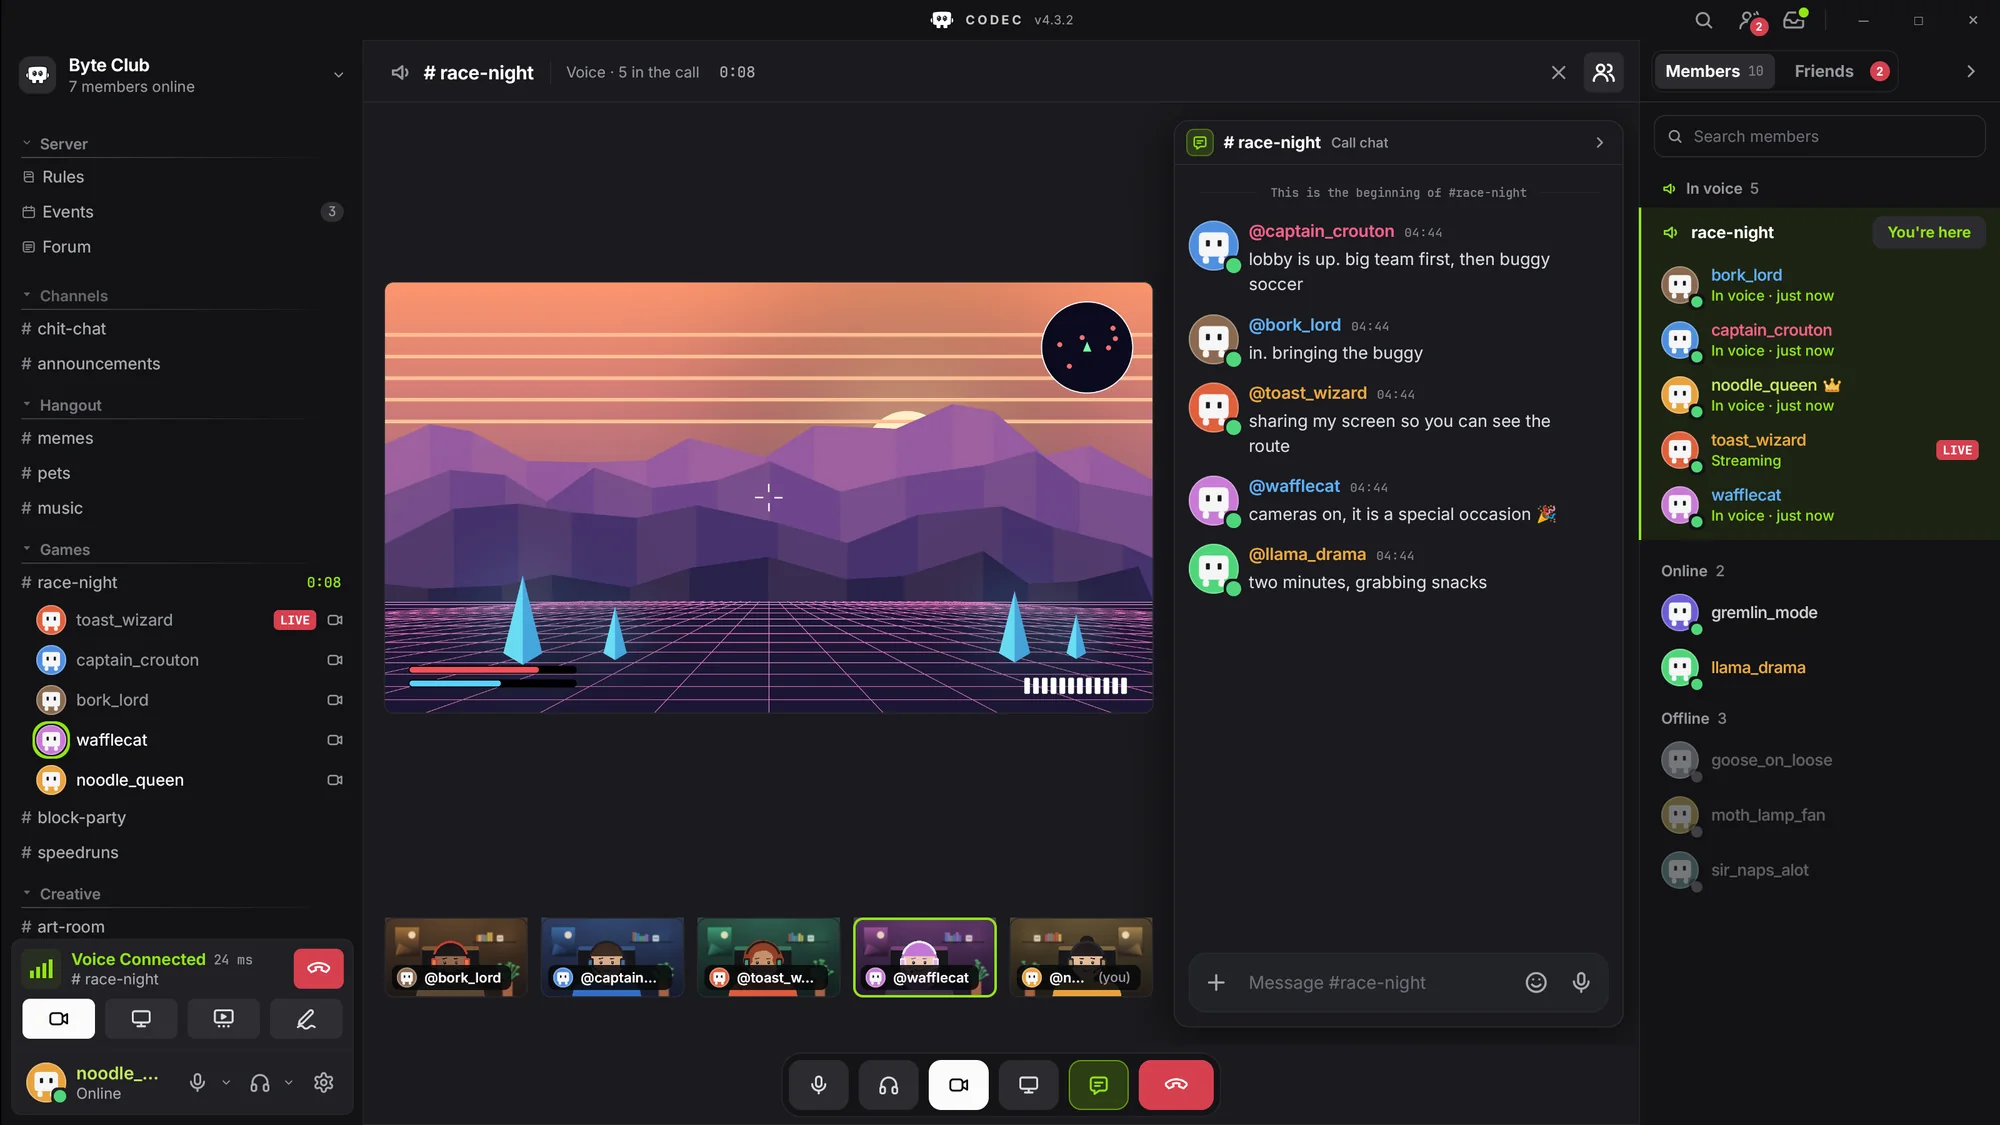 CODEC v4.3.2
2
Byte Club
7 members online
Server
Rules
Events 3
Forum
Channels
# chit-chat
# announcements
Hangout
# memes
# pets
# music
Games
# race-night 0:08
toast_wizard LIVE
captain_crouton
bork_lord
wafflecat
noodle_queen
# block-party
# speedruns
Creative
# art-room
Voice Connected 24 ms
# race-night
noodle_...
Online
# race-night Voice · 5 in the call 0:08
@bork_lord
@captain...
@toast_w...
@wafflecat
@n... (you)
# race-night Call chat
This is the beginning of #race-night
@captain_crouton 04:44
lobby is up. big team first, then buggy
soccer
@bork_lord 04:44
in. bringing the buggy
@toast_wizard 04:44
sharing my screen so you can see the
route
@wafflecat 04:44
cameras on, it is a special occasion 🎉
@llama_drama 04:44
two minutes, grabbing snacks
Message #race-night
Members 10 Friends 2
Search members
In voice 5
race-night You're here
bork_lord
In voice · just now
captain_crouton
In voice · just now
noodle_queen 👑
In voice · just now
toast_wizard LIVE
Streaming
wafflecat
In voice · just now
Online 2
gremlin_mode
llama_drama
Offline 3
goose_on_loose
moth_lamp_fan
sir_naps_alot